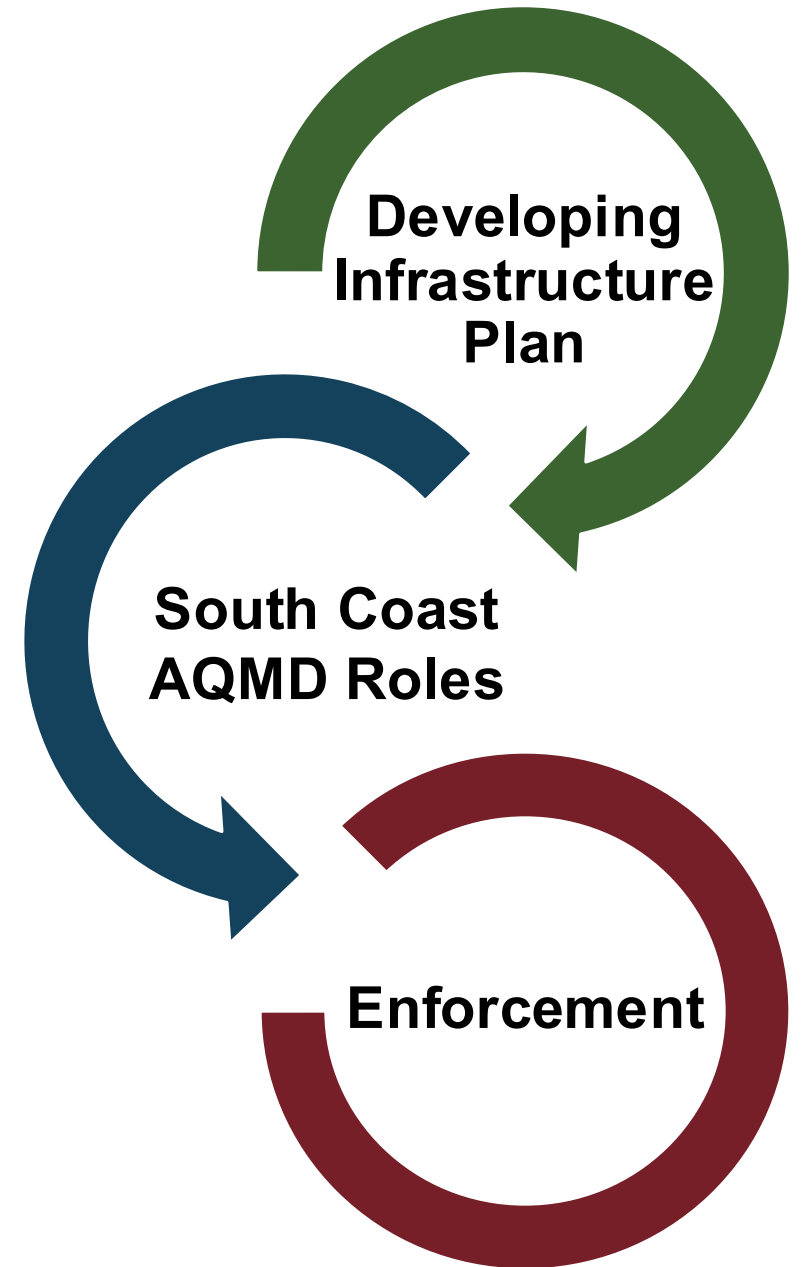 Developing
Infrastructure
Plan
South Coast
AQMD Roles
Enforcement